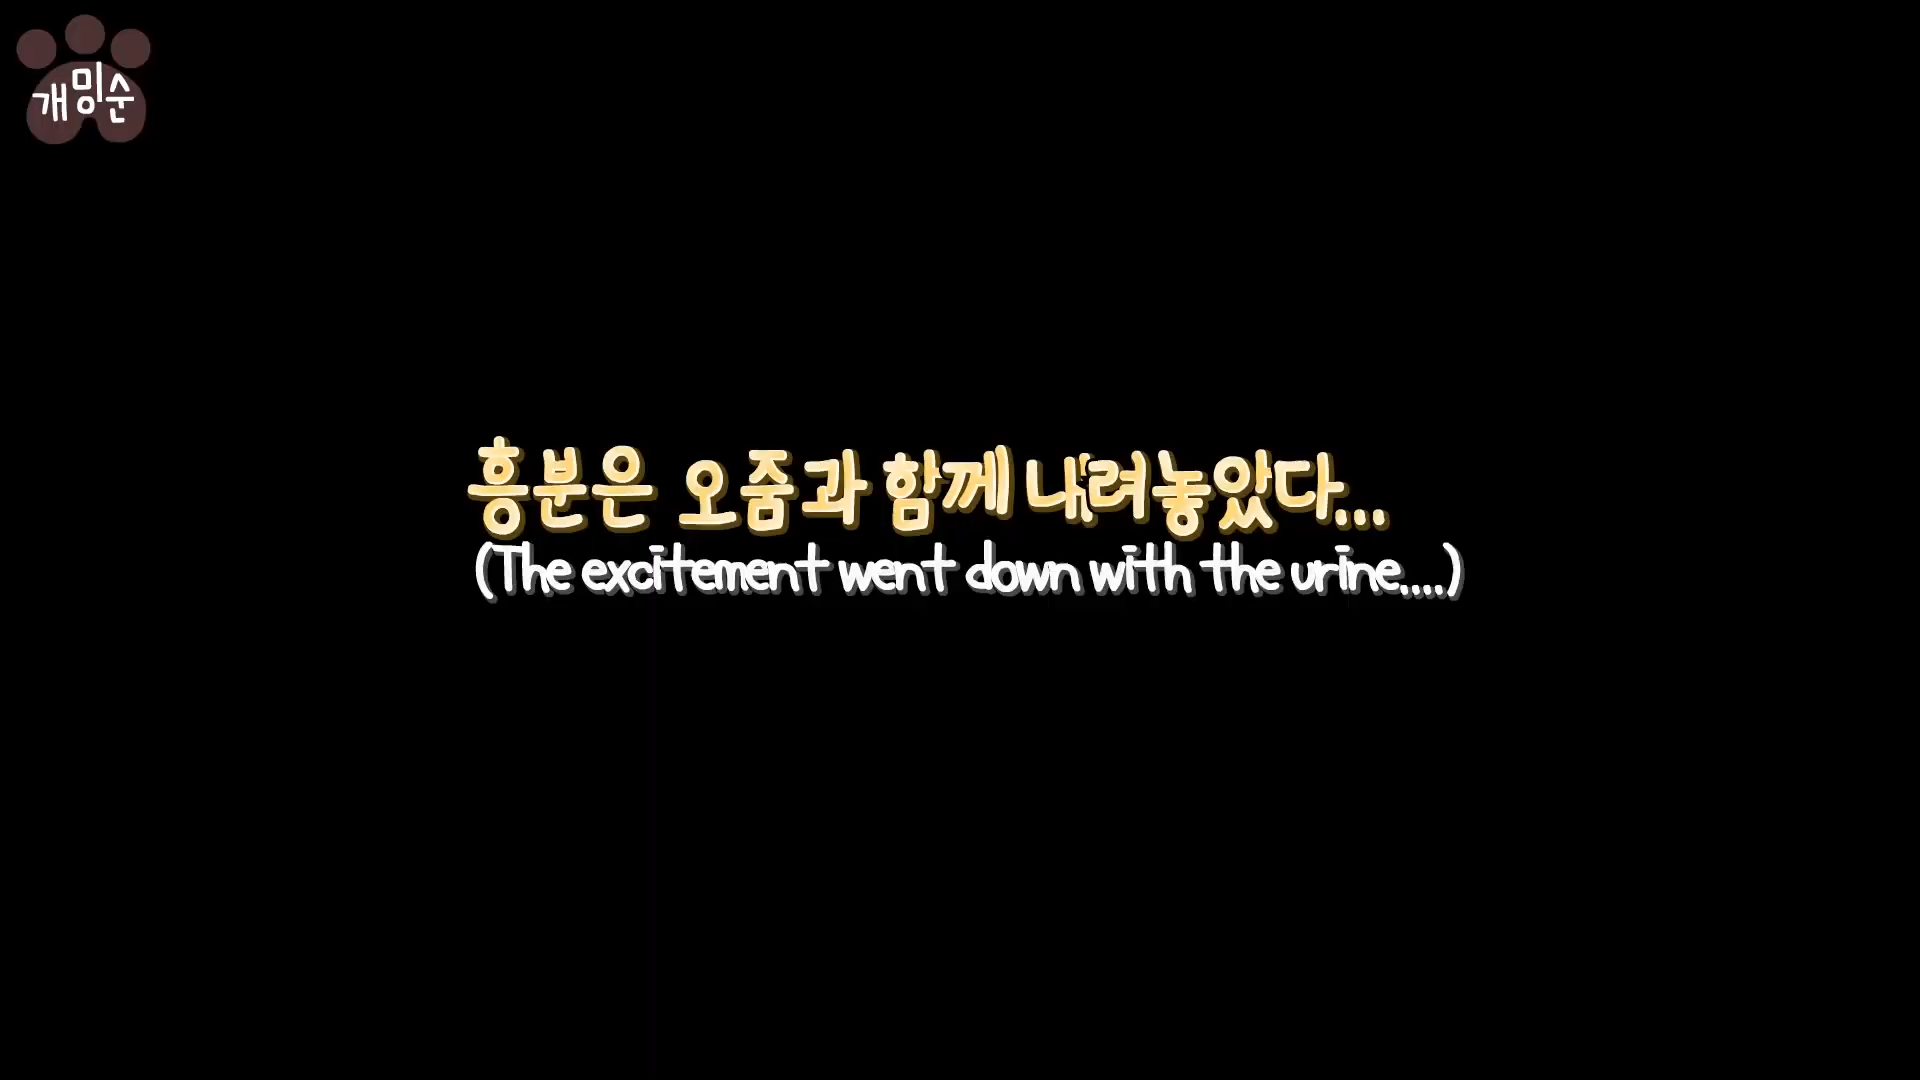 개밍순
흥분은 오줌과 함께 내려놓았다...
(The excitement went down with the urine....)